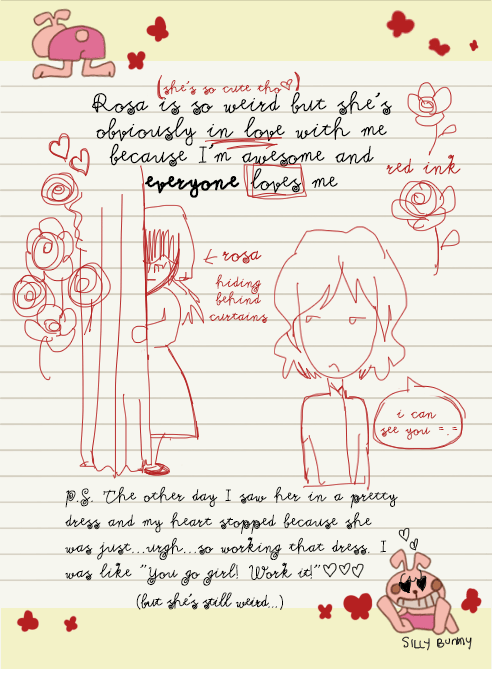 (she's so cute tho♡)
Rosa is so weird but she's
obviously in love with me
because I'm awesome and
everyone loves me
red ink
← rosa
hiding
behind
curtains
i can
see you = =
P.S. The other day I saw her in a pretty
dress and my heart stopped because she
was just...urgh...so working that dress. I
was like "You go girl! Work it!"♡♡♡
(but she's still weird...)
SILLY BUNNY